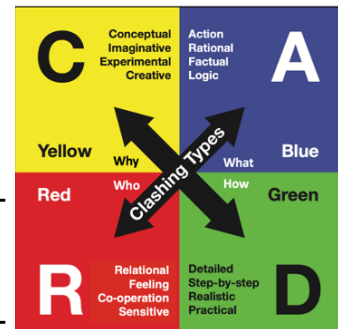 C
Conceptual
Imaginative
Experimental
Creative
Yellow
Why
Action
Rational
Factual
Logic
A
What
Blue
Clashing Types
Red
Who
R
Relational
Feeling
Co-operation
Sensitive
How
Green
Detailed
Step-by-step
Realistic
Practical
D